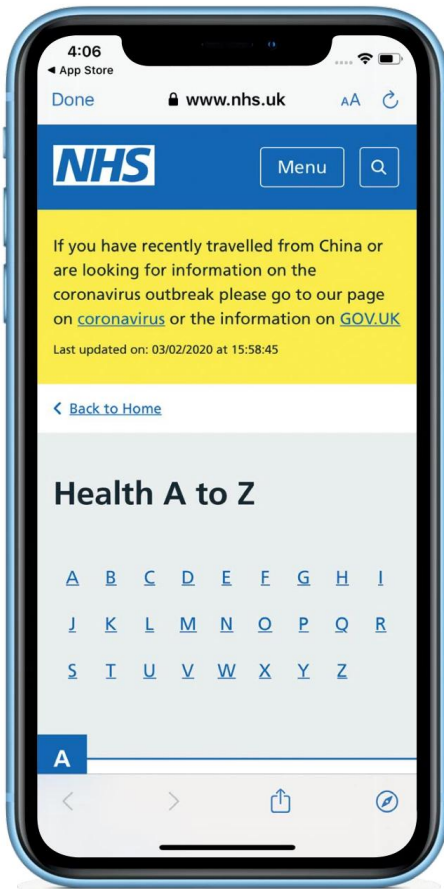 4:06
App Store
Done
www.nhs.uk
AA
NHS
Menu
If you have recently travelled from China or
are looking for information on the
coronavirus outbreak please go to our page
on coronavirus or the information on GOV.UK
Last updated on: 03/02/2020 at 15:58:45
Back to Home
Health A to Z
A B C D E F G H I
J K L M N O P Q R
S T U V W X Y Z
A